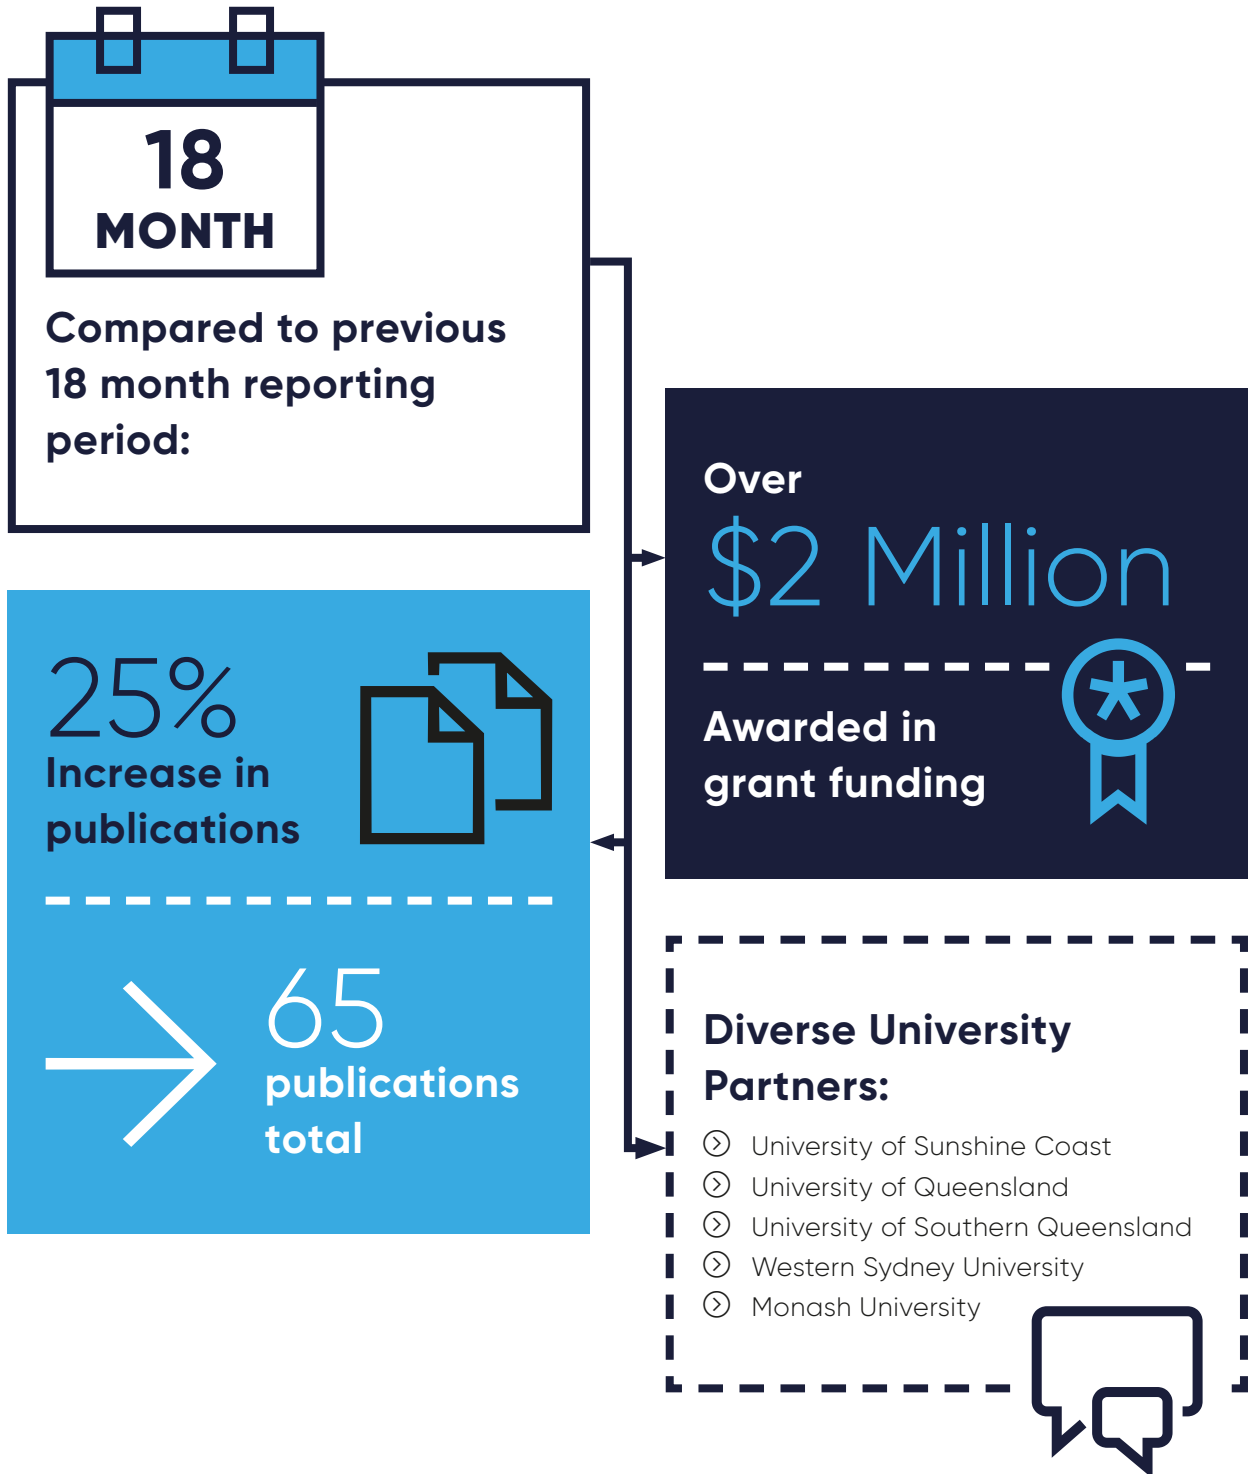 18
MONTH
Compared to previous
18 month reporting
period:
Over
$2 Million
Awarded in
grant funding
25%
Increase in
publications
65
publications
total
Diverse University
Partners:
University of Sunshine Coast
University of Queensland
University of Southern Queensland
Western Sydney University
Monash University